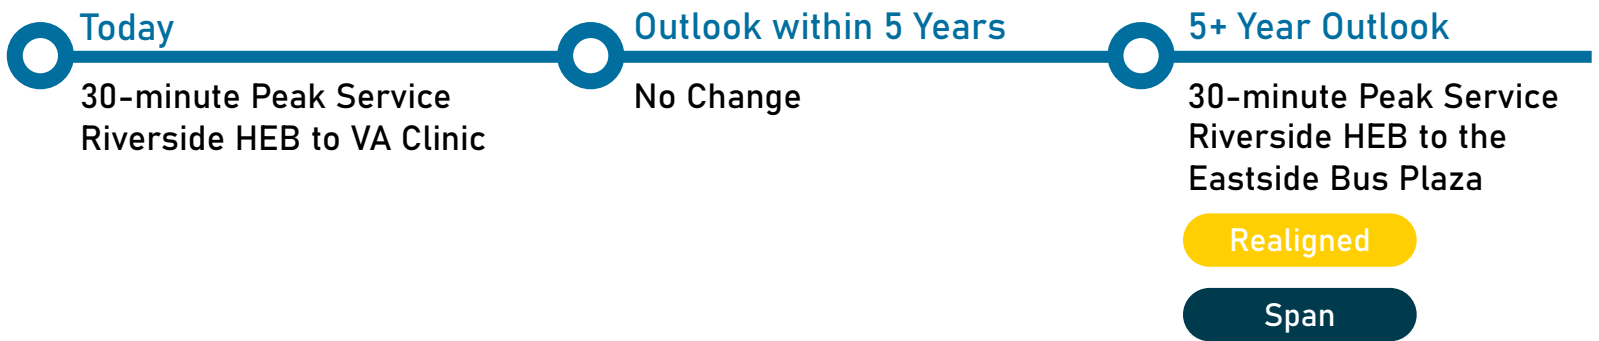 Today
30-minute Peak Service
Riverside HEB to VA Clinic
Outlook within 5 Years
No Change
5+ Year Outlook
30-minute Peak Service
Riverside HEB to the
Eastside Bus Plaza
Realigned
Span